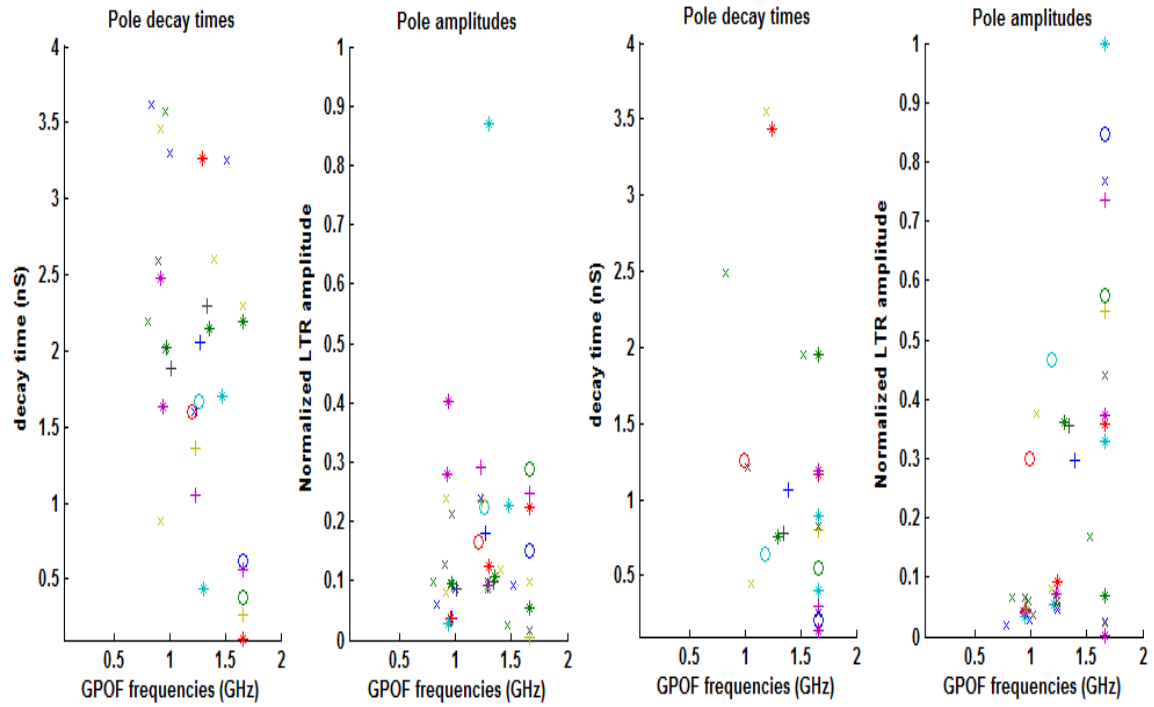 Pole decay times
4
3.5
3
2.5
2
1.5
1
0.5
decay time (nS)
0.5 1 1.5 2
GPOF frequencies (GHz)
Pole amplitudes
1
0.9
0.8
0.7
0.6
0.5
0.4
0.3
0.2
0.1
0
Normalized LTR amplitude
0.5 1 1.5 2
GPOF frequencies (GHz)
Pole decay times
4
3.5
3
2.5
2
1.5
1
0.5
decay time (nS)
0.5 1 1.5 2
GPOF frequencies (GHz)
Pole amplitudes
1
0.9
0.8
0.7
0.6
0.5
0.4
0.3
0.2
0.1
0
Normalized LTR amplitude
0.5 1 1.5 2
GPOF frequencies (GHz)